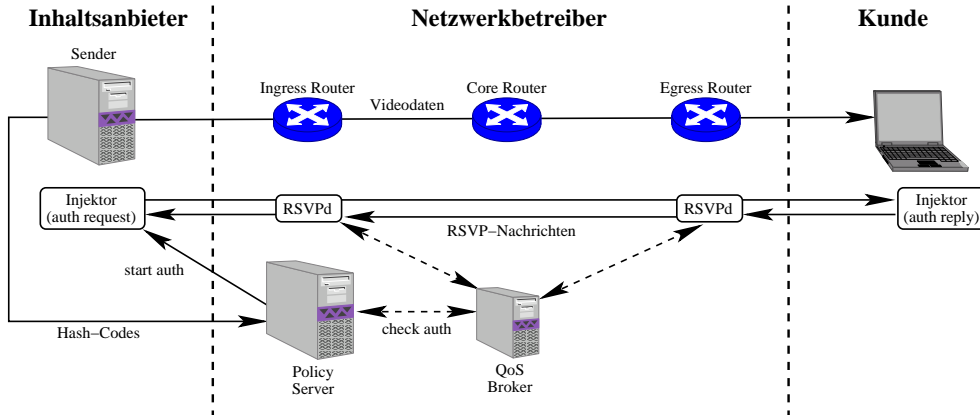 Inhaltsanbieter
Netzwerkbetreiber
Kunde
Sender
Ingress Router
Videodaten
Core Router
Egress Router
Injektor
(auth request)
RSVPd
RSVP−Nachrichten
RSVPd
Injektor
(auth reply)
start auth
Hash−Codes
check auth
Policy
Server
QoS
Broker